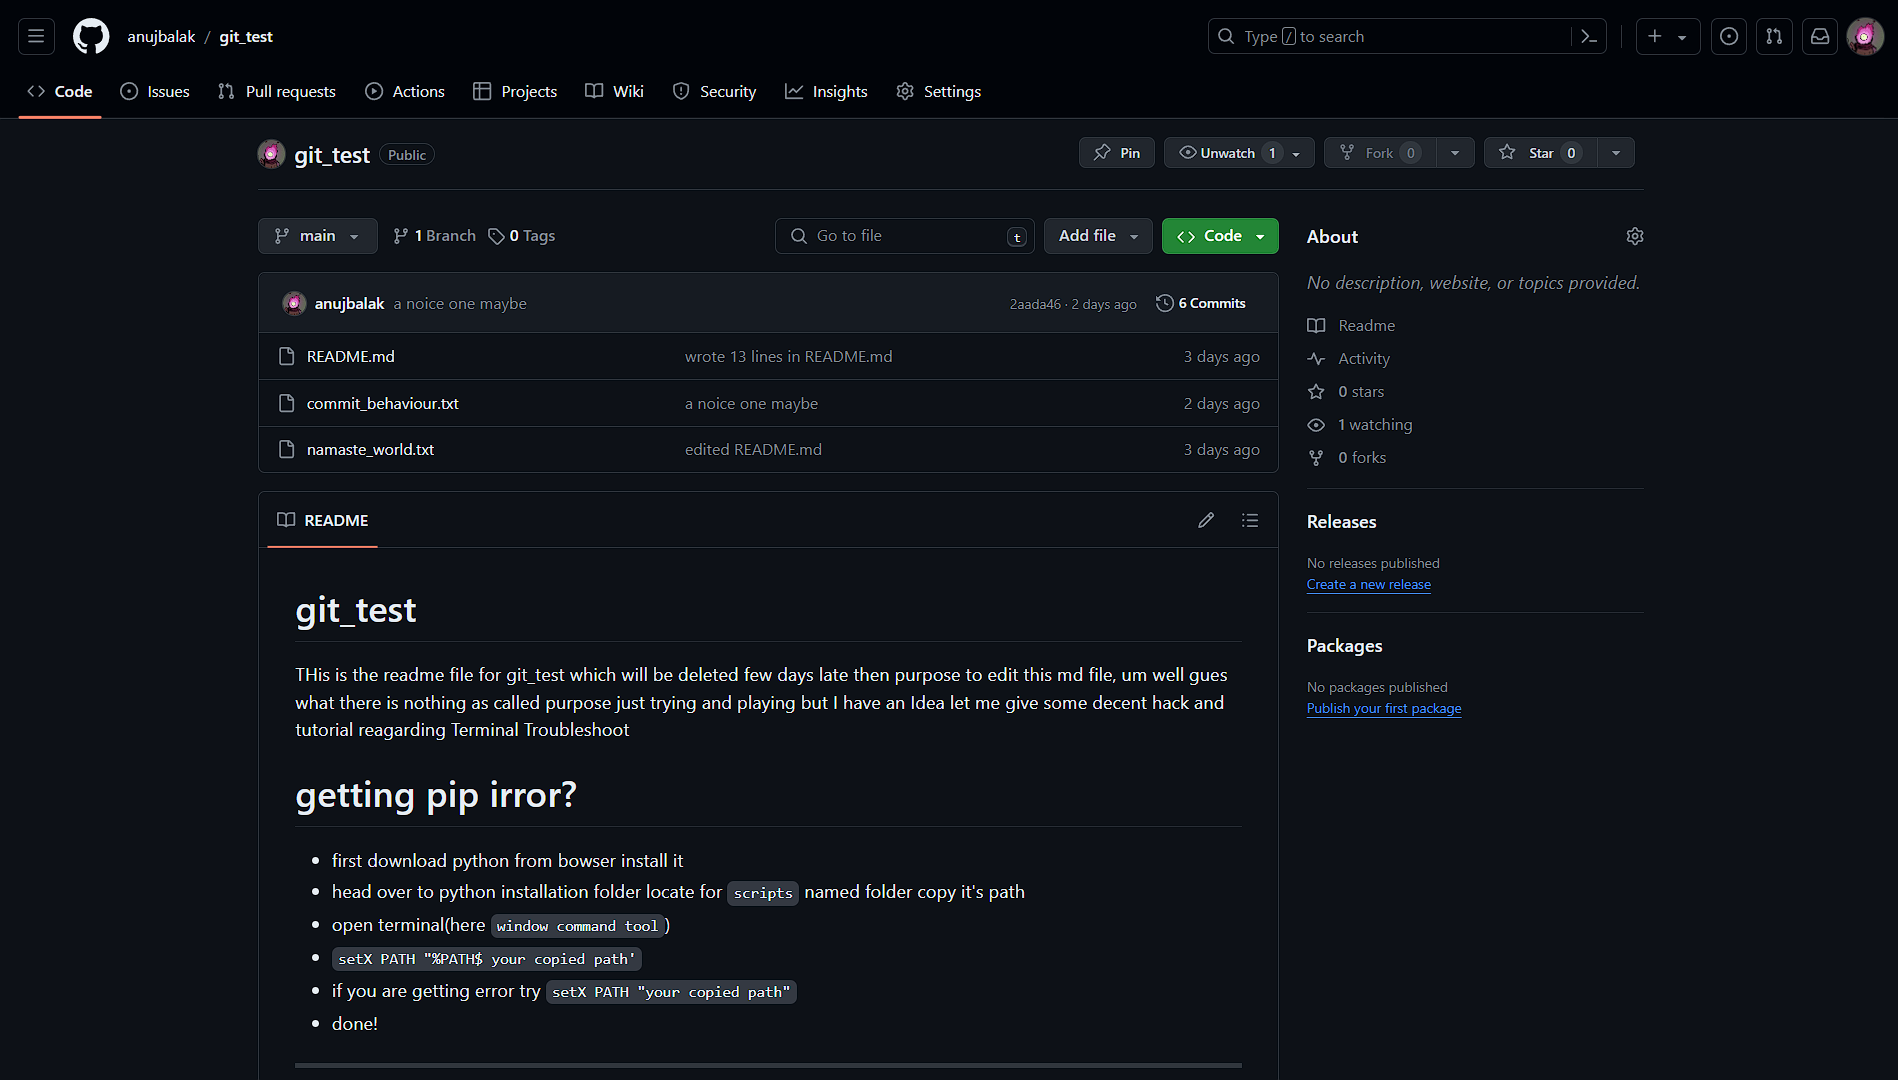 anujbalak / git_test
Type / to search
Code Issues Pull requests Actions Projects Wiki Security Insights Settings
git_test Public
Pin Unwatch 1 Fork 0 Star 0
main 1 Branch 0 Tags
Go to file t Add file Code
anujbalak a noice one maybe 2aada46 · 2 days ago 6 Commits
README.md wrote 13 lines in README.md 3 days ago
commit_behaviour.txt a noice one maybe 2 days ago
namaste_world.txt edited README.md 3 days ago
README
git_test
THis is the readme file for git_test which will be deleted few days late then purpose to edit this md file, um well gues
what there is nothing as called purpose just trying and playing but I have an Idea let me give some decent hack and
tutorial reagarding Terminal Troubleshoot
getting pip irror?
first download python from bowser install it
head over to python installation folder locate for scripts named folder copy it's path
open terminal(here window command tool)
setX PATH "%PATH$ your copied path'
if you are getting error try setX PATH "your copied path"
done!
About
No description, website, or topics provided.
Readme
Activity
0 stars
1 watching
0 forks
Releases
No releases published
Create a new release
Packages
No packages published
Publish your first package